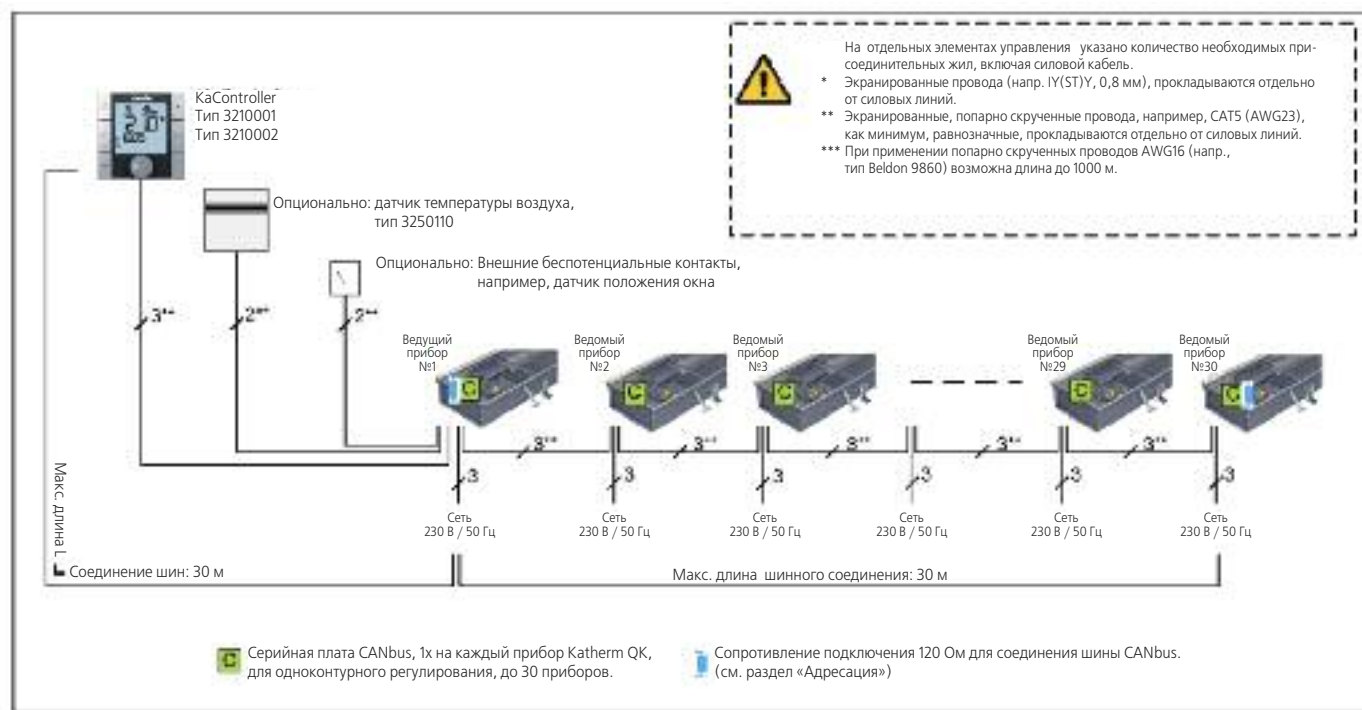 На отдельных элементах управления указано количество необходимых при-
соединительных жил, включая силовой кабель.
* Экранированные провода (напр. IY(ST)Y, 0,8 мм), прокладываются отдельно
от силовых линий.
** Экранированные, попарно скрученные провода, например, CAT5 (AWG23),
как минимум, равнозначные, прокладываются отдельно от силовых линий.
*** При применении попарно скрученных проводов AWG16 (напр.,
тип Beldon 9860) возможна длина до 1000 м.
KaController
Тип 3210001
Тип 3210002
Опционально: датчик температуры воздуха,
тип 3250110
Опционально: Внешние беспотенциальные контакты,
например, датчик положения окна
3** 2** 2**
Ведущий
прибор
№1
Ведомый
прибор
№2
Ведомый
прибор
№3
Ведомый
прибор
№29
Ведомый
прибор
№30
3** 3** 3** 3** 3**
3 3 3 3 3 3
Сеть
230 В / 50 Гц
Сеть
230 В / 50 Гц
Сеть
230 В / 50 Гц
Сеть
230 В / 50 Гц
Сеть
230 В / 50 Гц
Сеть
230 В / 50 Гц
Макс. длина L
Соединение шин: 30 м
Макс. длина шинного соединения: 30 м
Серийная плата CANbus, 1x на каждый прибор Katherm QK,
для одноконтурного регулирования, до 30 приборов.
Сопротивление подключения 120 Ом для соединения шины CANbus.
(см. раздел «Адресация»)